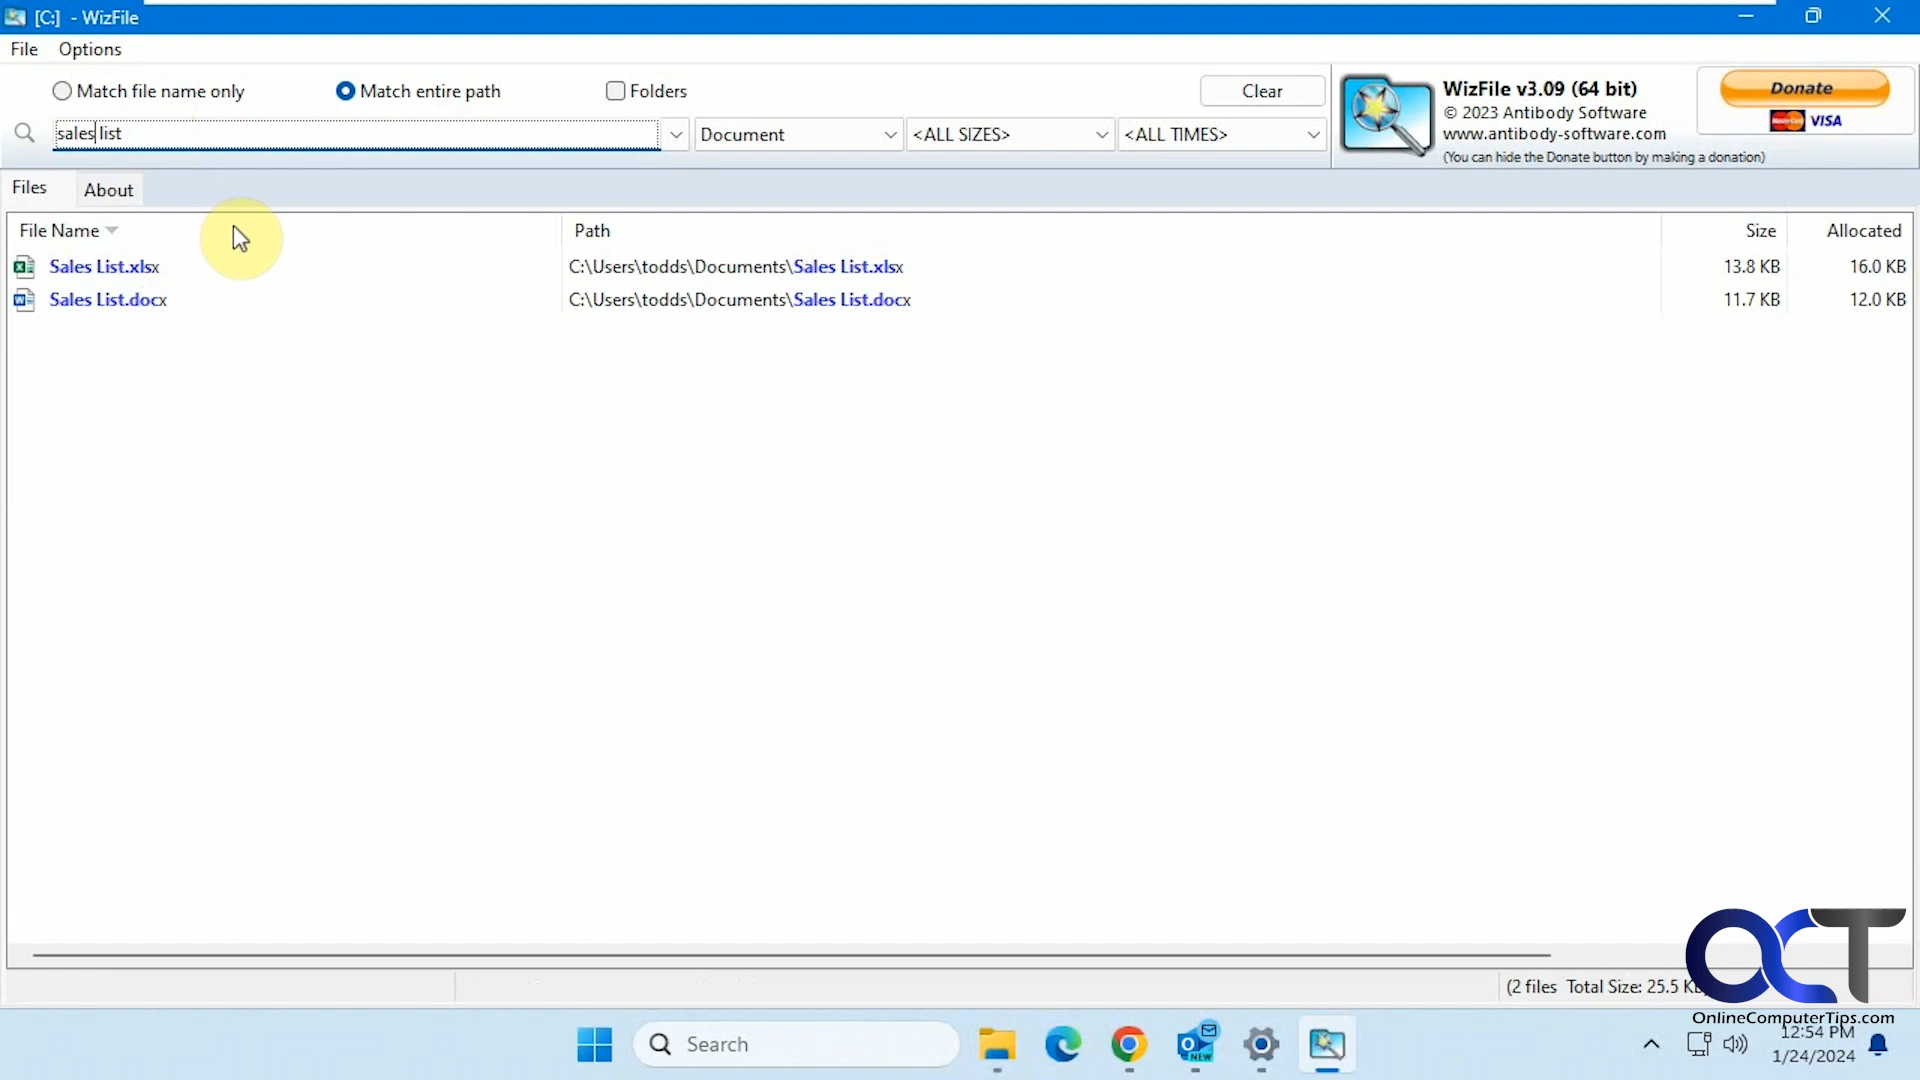 [C:] - WizFile
File Options
Match file name only Match entire path Folders Clear
sales list Document <ALL SIZES> <ALL TIMES>
WizFile v3.09 (64 bit)
© 2023 Antibody Software
www.antibody-software.com
(You can hide the Donate button by making a donation)
Donate
MasterCard VISA
Files About
File Name Path Size Allocated
Sales List.xlsx C:\Users\todds\Documents\Sales List.xlsx 13.8 KB 16.0 KB
Sales List.docx C:\Users\todds\Documents\Sales List.docx 11.7 KB 12.0 KB
(2 files Total Size: 25.5 KB
OCT
OnlineComputerTips.com
Search
NEW
12:54 PM
1/24/2024